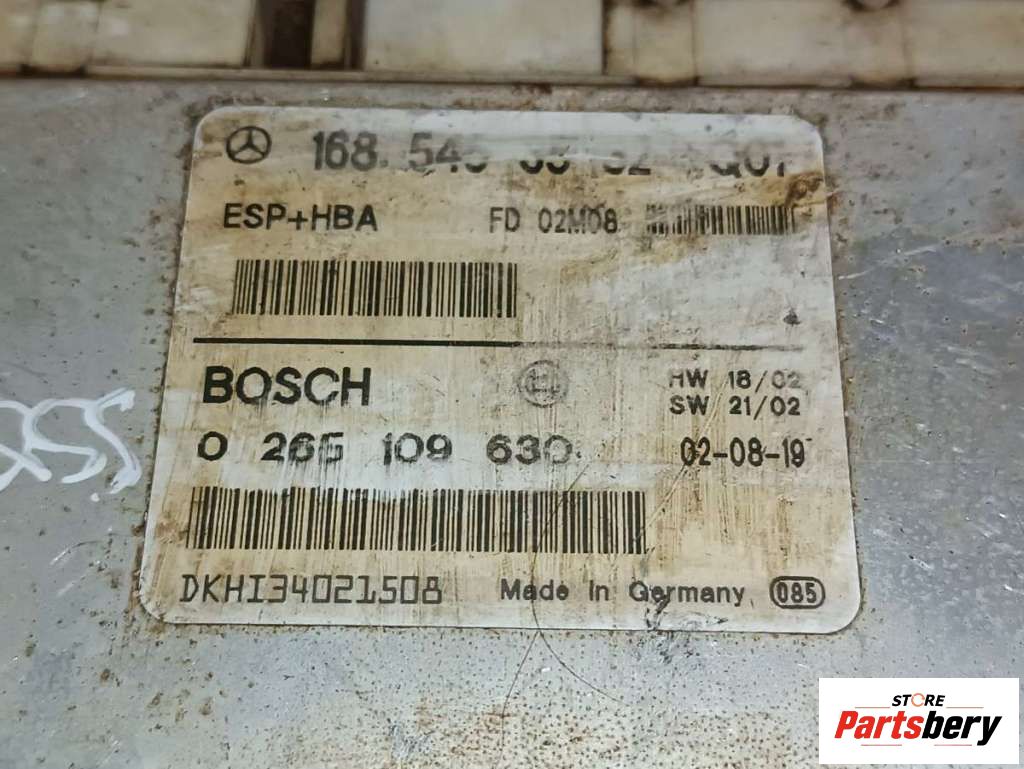 168. 545
ESP+HBA FD 02M08
BOSCH HW 18/02
SW 21/02
0 265 109 630 02-08-19
DKHI34021508 Made in Germany 085
STORE
Partsbery